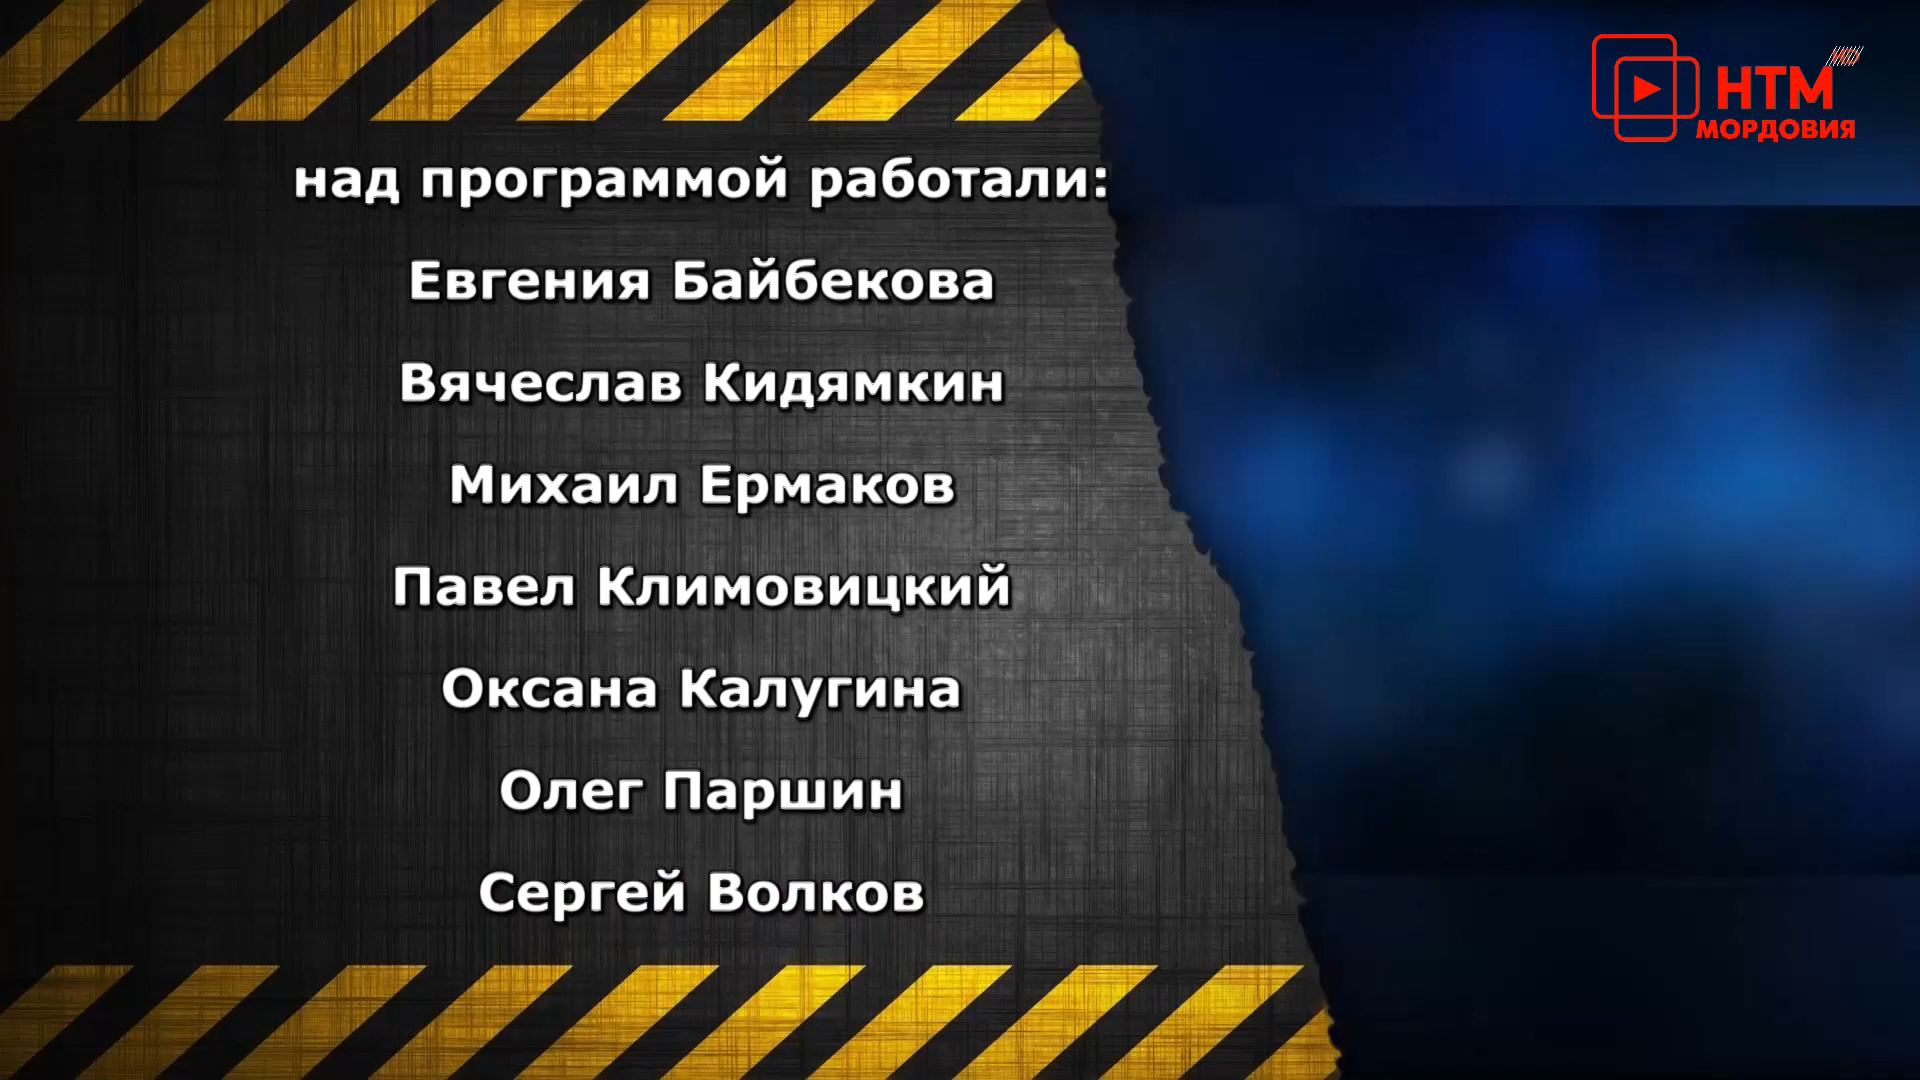 НТМ
МОРДОВИЯ
над программой работали:
Евгения Байбекова
Вячеслав Кидямкин
Михаил Ермаков
Павел Климовицкий
Оксана Калугина
Олег Паршин
Сергей Волков